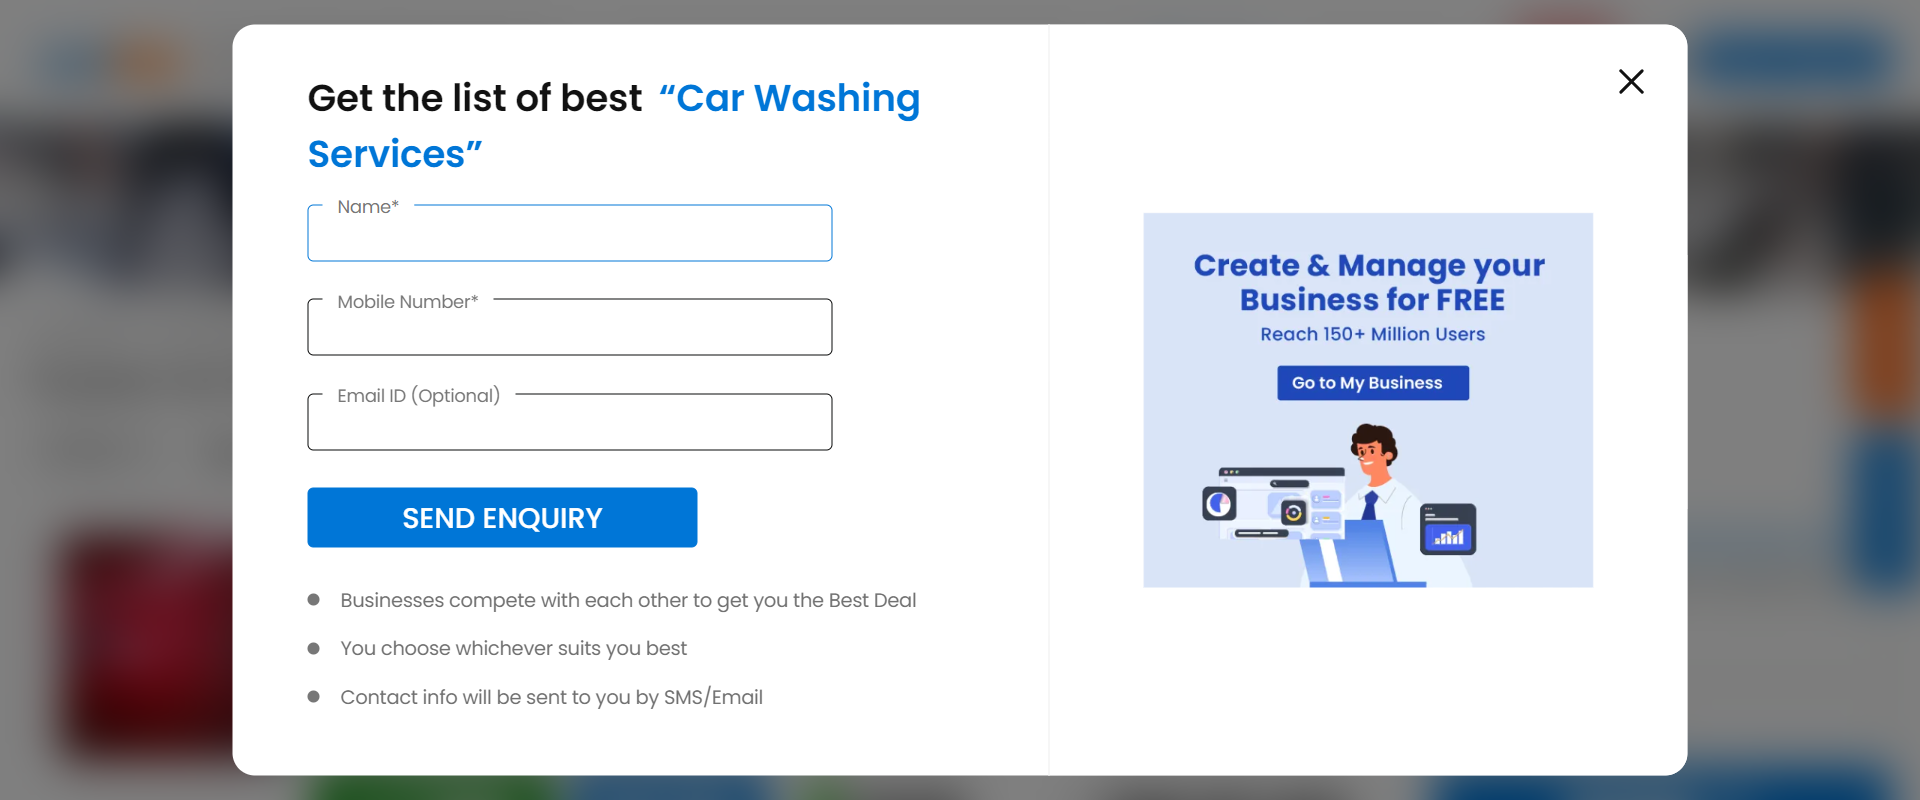 Get the list of best “Car Washing
Services”
Name*
Mobile Number*
Email ID (Optional)
SEND ENQUIRY
Businesses compete with each other to get you the Best Deal
You choose whichever suits you best
Contact info will be sent to you by SMS/Email
Create & Manage your
Business for FREE
Reach 150+ Million Users
Go to My Business